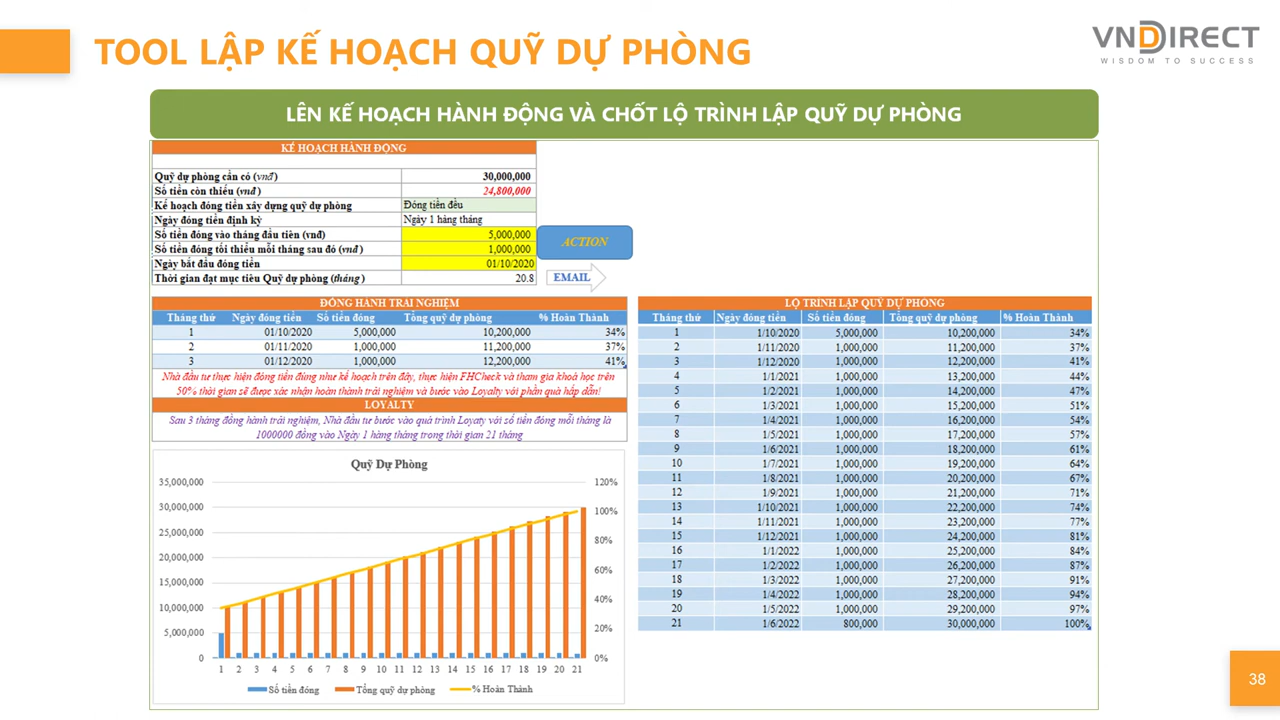 TOOL LẬP KẾ HOẠCH QUỸ DỰ PHÒNG
VNDIRECT
WISDOM TO SUCCESS
LÊN KẾ HOẠCH HÀNH ĐỘNG VÀ CHỐT LỘ TRÌNH LẬP QUỸ DỰ PHÒNG
KẾ HOẠCH HÀNH ĐỘNG
Quỹ dự phòng cần có (vnđ) 30,000,000
Số tiền còn thiếu (vnđ) 24,800,000
Kế hoạch đóng tiền xây dựng quỹ dự phòng Đóng tiền đều
Ngày đóng tiền định kỳ Ngày 1 hàng tháng
Số tiền đóng vào tháng đầu tiên (vnđ) 5,000,000
Số tiền đóng tối thiểu mỗi tháng sau đó (vnđ) 1,000,000
Ngày bắt đầu đóng tiền 01/10/2020
Thời gian đạt mục tiêu Quỹ dự phòng (tháng) 20.8
ACTION
EMAIL
ĐỒNG HÀNH TRẢI NGHIỆM
Tháng thứ Ngày đóng tiền Số tiền đóng Tổng quỹ dự phòng % Hoàn Thành
1 01/10/2020 5,000,000 10,200,000 34%
2 01/11/2020 1,000,000 11,200,000 37%
3 01/12/2020 1,000,000 12,200,000 41%
Nhà đầu tư thực hiện đóng tiền đúng như kế hoạch trên đây, thực hiện FHCheck và tham gia khoá học trên
50% thời gian sẽ được xác nhận hoàn thành trải nghiệm và bước vào Loyalty với phần quà hấp dẫn!
LOYALTY
Sau 3 tháng đồng hành trải nghiệm, Nhà đầu tư bước vào quá trình Loyaty với số tiền đóng mỗi tháng là
1000000 đồng vào Ngày 1 hàng tháng trong thời gian 21 tháng
Quỹ Dự Phòng
35,000,000 120%
30,000,000 100%
25,000,000
20,000,000 80%
15,000,000 60%
10,000,000 40%
5,000,000 20%
0 0%
1 2 3 4 5 6 7 8 9 10 11 12 13 14 15 16 17 18 19 20 21
Số tiền đóng Tổng quỹ dự phòng % Hoàn Thành
LỘ TRÌNH LẬP QUỸ DỰ PHÒNG
Tháng thứ Ngày đóng tiền Số tiền đóng Tổng quỹ dự phòng % Hoàn Thành
1 1/10/2020 5,000,000 10,200,000 34%
2 1/11/2020 1,000,000 11,200,000 37%
3 1/12/2020 1,000,000 12,200,000 41%
4 1/1/2021 1,000,000 13,200,000 44%
5 1/2/2021 1,000,000 14,200,000 47%
6 1/3/2021 1,000,000 15,200,000 51%
7 1/4/2021 1,000,000 16,200,000 54%
8 1/5/2021 1,000,000 17,200,000 57%
9 1/6/2021 1,000,000 18,200,000 61%
10 1/7/2021 1,000,000 19,200,000 64%
11 1/8/2021 1,000,000 20,200,000 67%
12 1/9/2021 1,000,000 21,200,000 71%
13 1/10/2021 1,000,000 22,200,000 74%
14 1/11/2021 1,000,000 23,200,000 77%
15 1/12/2021 1,000,000 24,200,000 81%
16 1/1/2022 1,000,000 25,200,000 84%
17 1/2/2022 1,000,000 26,200,000 87%
18 1/3/2022 1,000,000 27,200,000 91%
19 1/4/2022 1,000,000 28,200,000 94%
20 1/5/2022 1,000,000 29,200,000 97%
21 1/6/2022 800,000 30,000,000 100%
38